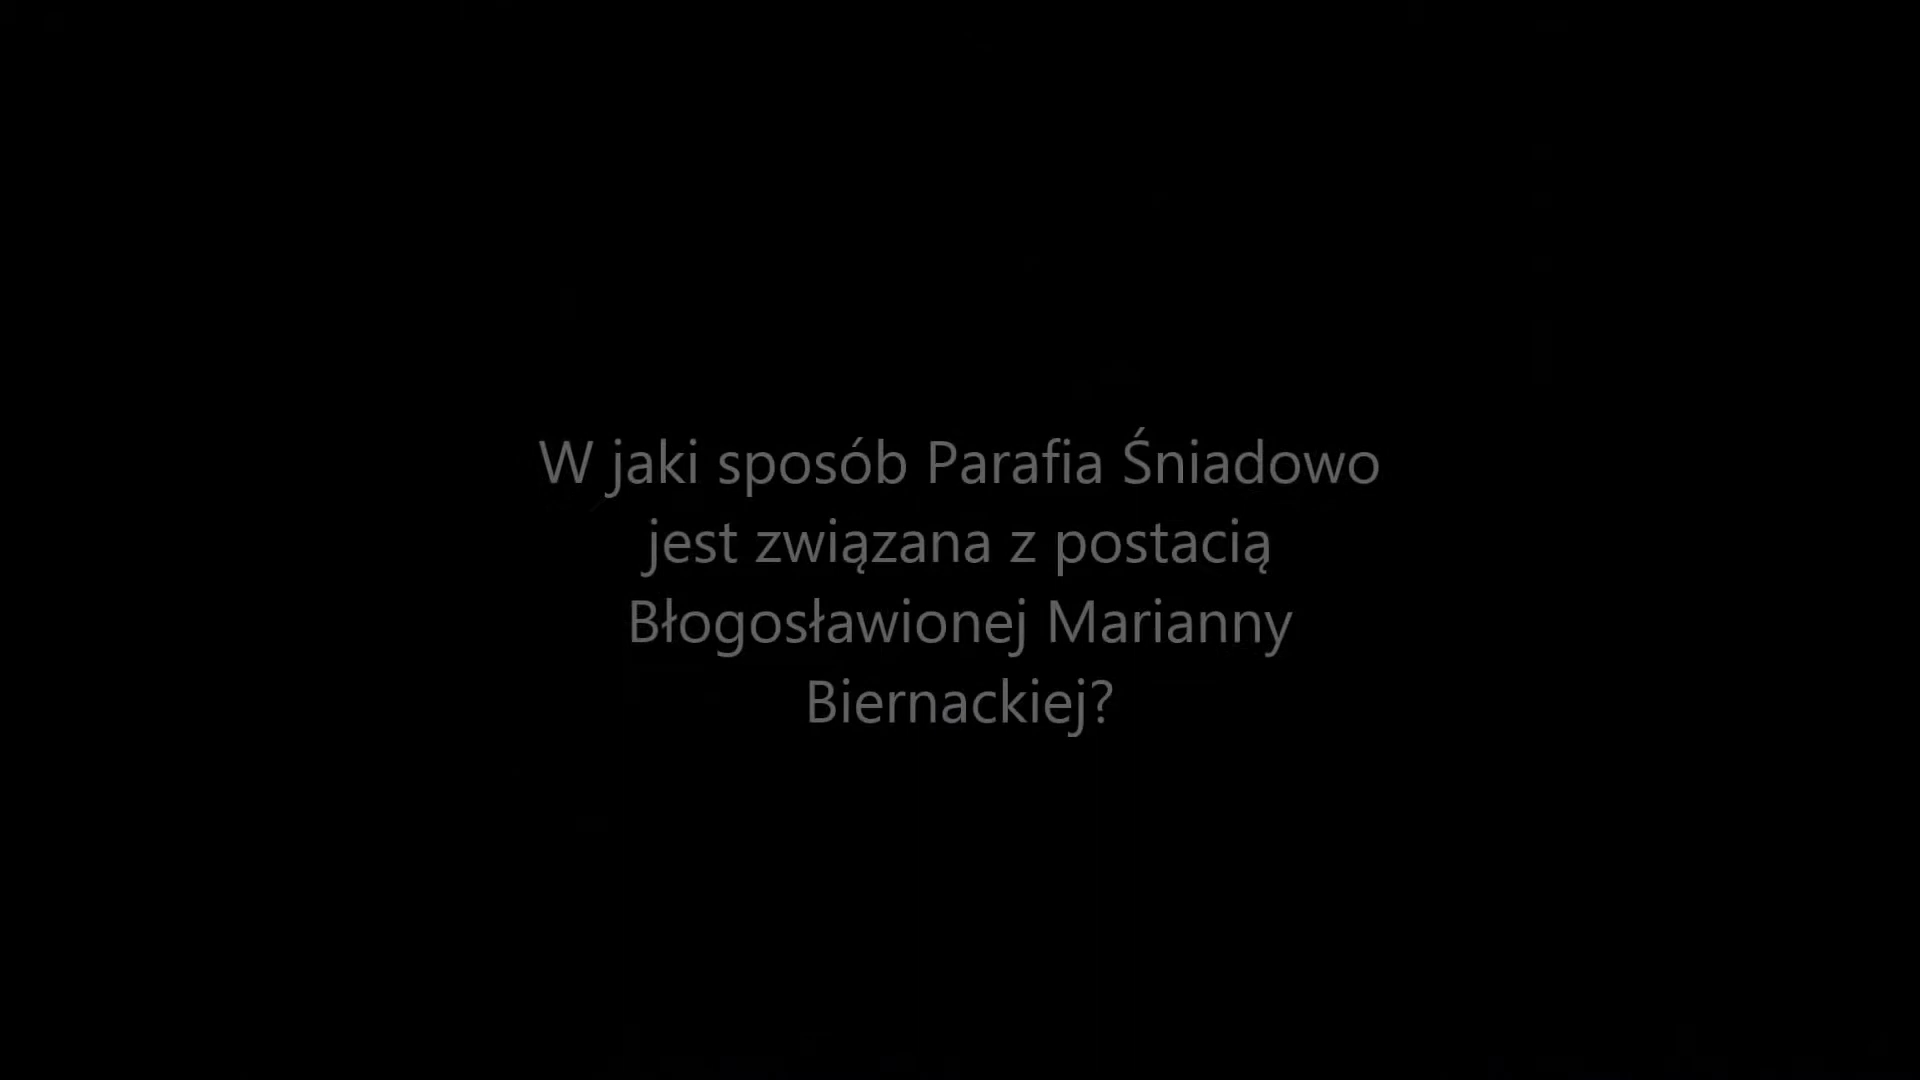 W jaki sposób Parafia Śniadowo
jest związana z postacią
Błogosławionej Marianny
Biernackiej?